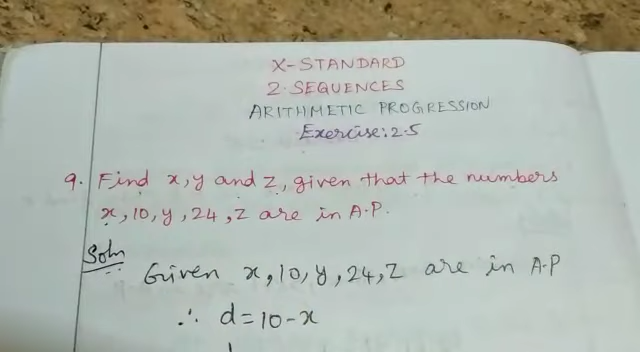 X-STANDARD
2. SEQUENCES
ARITHMETIC PROGRESSION
Exercise: 2.5
9. Find x, y and z, given that the numbers
x, 10, y, 24, z are in A.P.
Soln
Given x, 10, y, 24, z are in A.P
∴ d = 10 - x